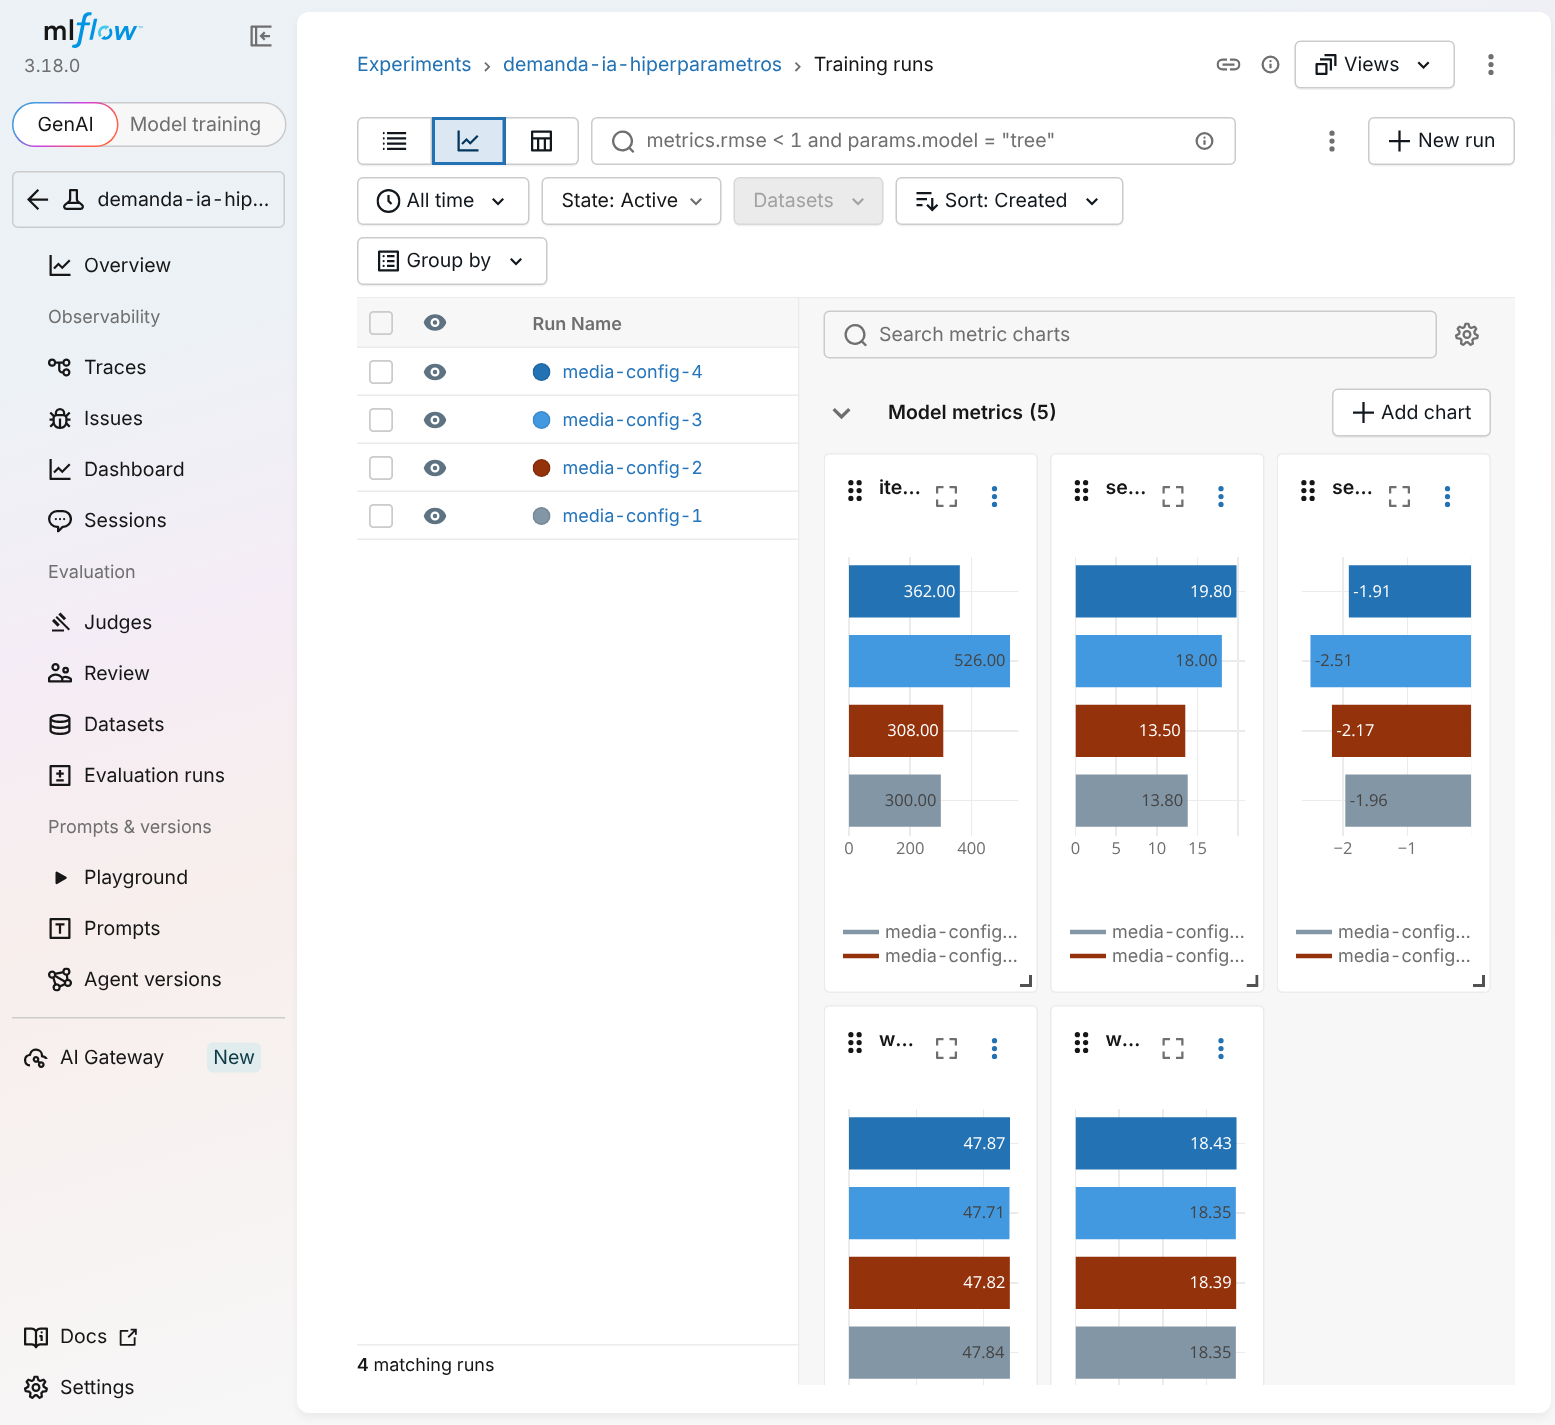 mlflow
3.18.0
GenAI
Model training
demanda-ia-hip...
Overview
Observability
Traces
Issues
Dashboard
Sessions
Evaluation
Judges
Review
Datasets
Evaluation runs
Prompts & versions
Playground
Prompts
Agent versions
AI Gateway
New
Docs
Settings
Experiments > demanda-ia-hiperparametros > Training runs
Views
metrics.rmse < 1 and params.model = "tree"
New run
All time
State: Active
Datasets
Sort: Created
Group by
Run Name
media-config-4
media-config-3
media-config-2
media-config-1
4 matching runs
Search metric charts
Model metrics (5)
Add chart
ite...
362.00
526.00
308.00
300.00
0 200 400
media-config...
media-config...
se...
19.80
18.00
13.50
13.80
0 5 10 15
media-config...
media-config...
se...
-1.91
-2.51
-2.17
-1.96
−2 −1
media-config...
media-config...
w...
47.87
47.71
47.82
47.84
w...
18.43
18.35
18.39
18.35